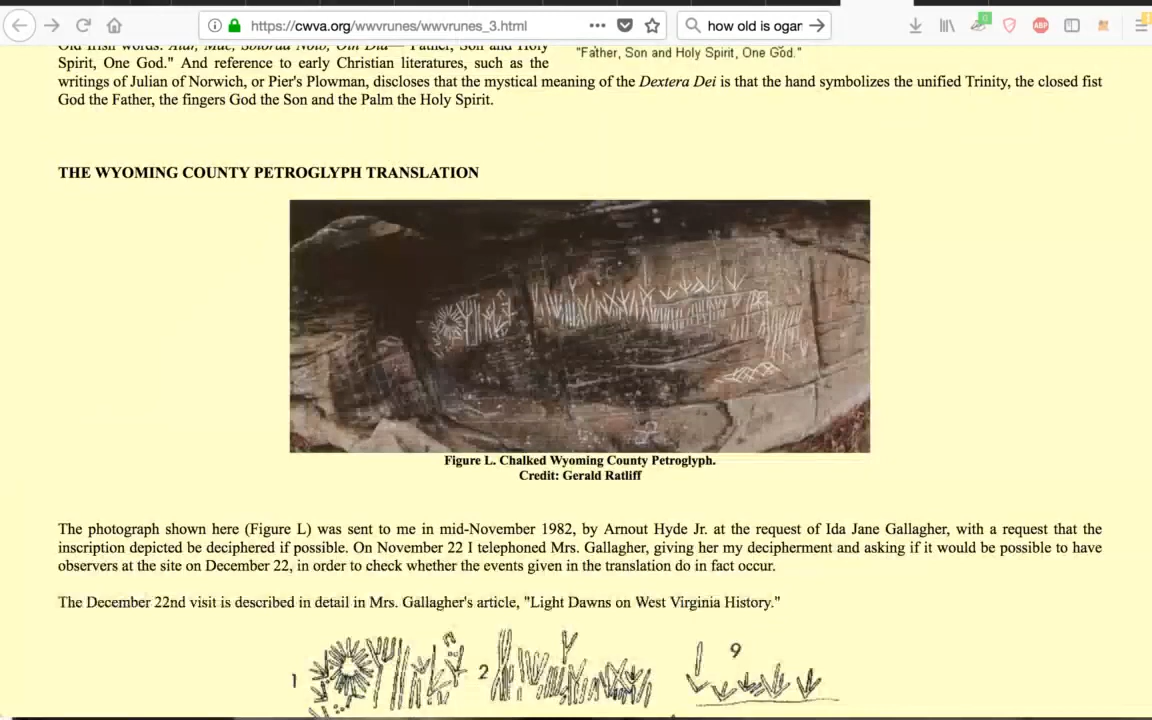 https://cwva.org/wwvrunes/wwvrunes_3.html
how old is ogar
Spirit, One God." And reference to early Christian literatures, such as the
"Father, Son and Holy Spirit, One God."
writings of Julian of Norwich, or Pier's Plowman, discloses that the mystical meaning of the Dextera Dei is that the hand symbolizes the unified Trinity, the closed fist
God the Father, the fingers God the Son and the Palm the Holy Spirit.
THE WYOMING COUNTY PETROGLYPH TRANSLATION
Figure L. Chalked Wyoming County Petroglyph.
Credit: Gerald Ratliff
The photograph shown here (Figure L) was sent to me in mid-November 1982, by Arnout Hyde Jr. at the request of Ida Jane Gallagher, with a request that the
inscription depicted be deciphered if possible. On November 22 I telephoned Mrs. Gallagher, giving her my decipherment and asking if it would be possible to have
observers at the site on December 22, in order to check whether the events given in the translation do in fact occur.
The December 22nd visit is described in detail in Mrs. Gallagher's article, "Light Dawns on West Virginia History."
1 2 9